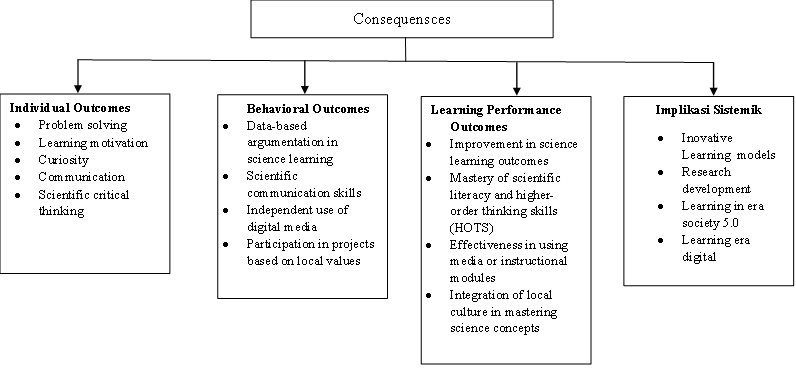 Consequensces
Individual Outcomes
● Problem solving
● Learning motivation
● Curiosity
● Communication
● Scientific critical
thinking
Behavioral Outcomes
● Data-based
argumentation in
science learning
● Scientific
communication skills
● Independent use of
digital media
● Participation in projects
based on local values
Learning Performance
Outcomes
● Improvement in science
learning outcomes
● Mastery of scientific
literacy and higher-
order thinking skills
(HOTS)
● Effectiveness in using
media or instructional
modules
● Integration of local
culture in mastering
science concepts
Implikasi Sistemik
● Inovative
Learning models
● Research
development
● Learning in era
society 5.0
● Learning era
digital